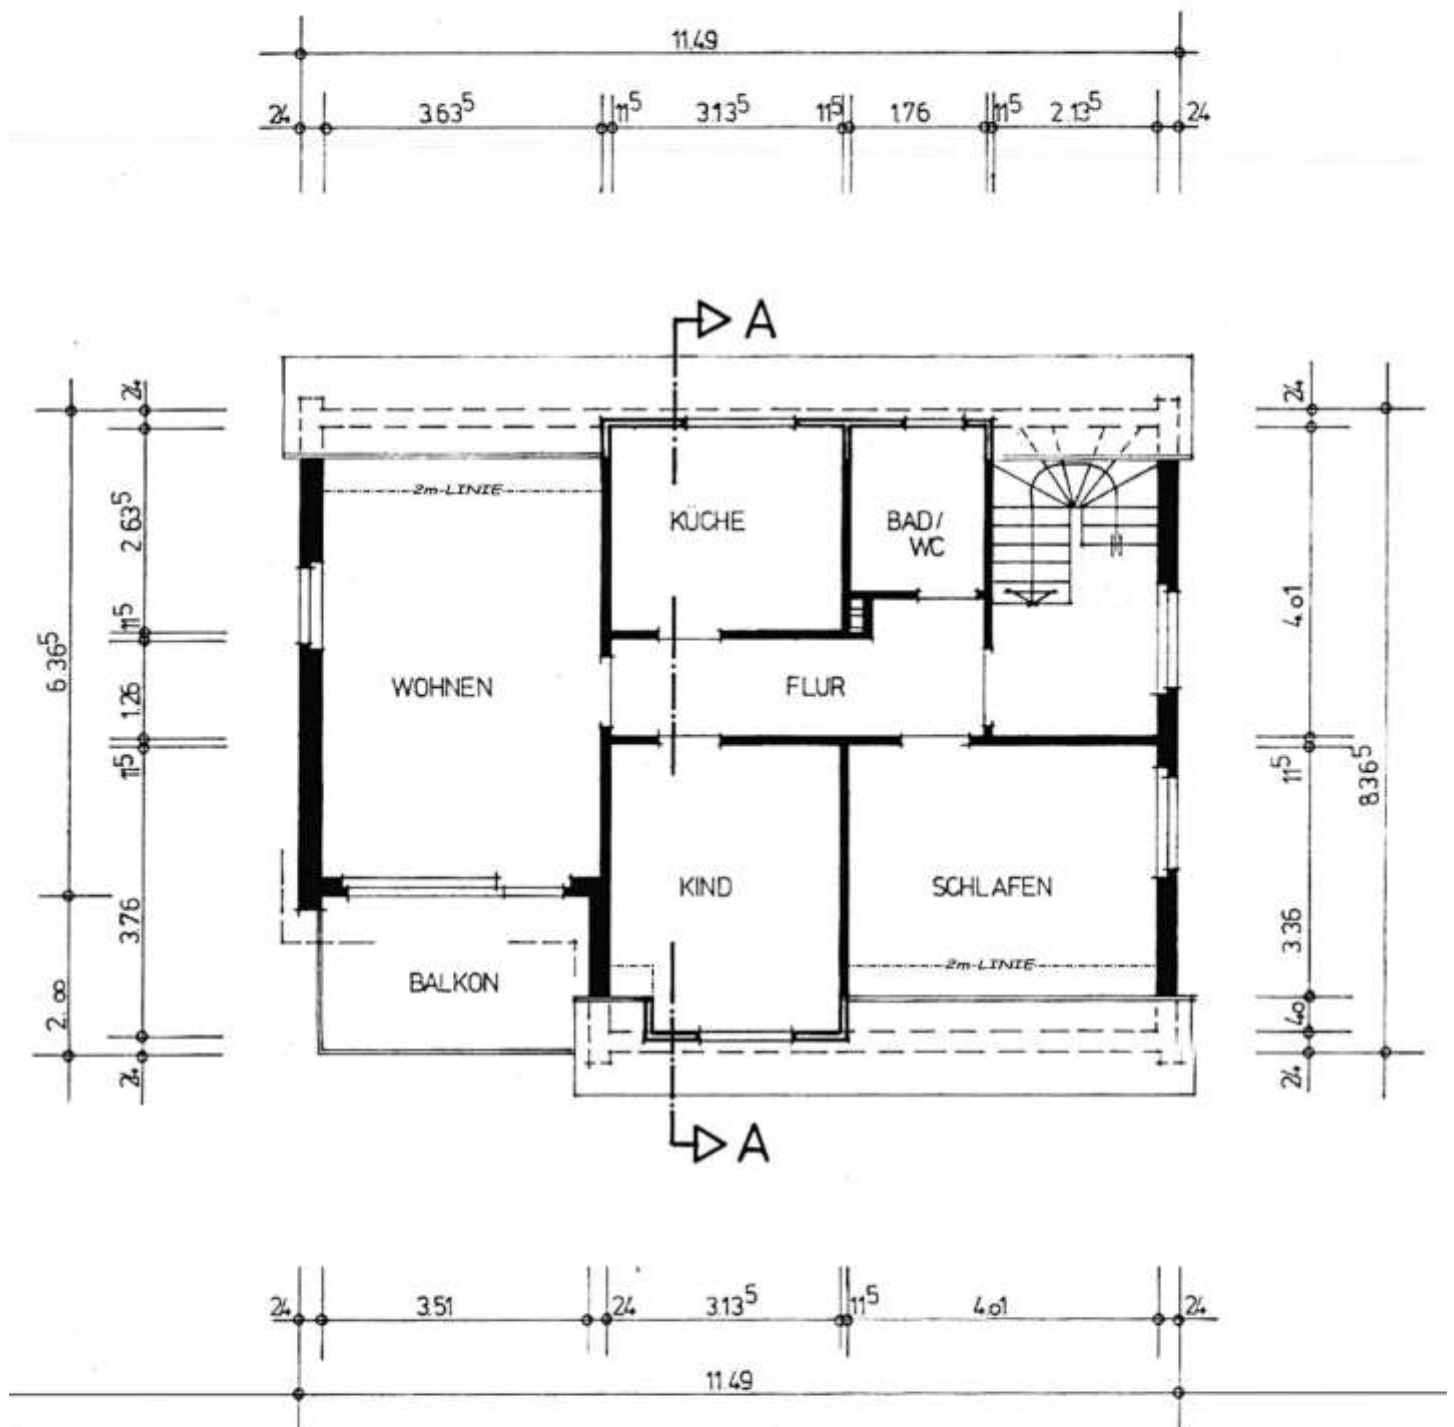 11.49
24 3.63⁵ 11⁵ 3.13⁵ 11⁵ 1.76 11⁵ 2.13⁵ 24
A
24
24
2m-LINIE
2.63⁵
KÜCHE
BAD/
WC
11⁵
4.01
6.36⁵
1.26
WOHNEN
FLUR
11⁵
11⁵
8.36⁵
KIND
SCHLAFEN
3.76
3.36
2m-LINIE
BALKON
2.00
40
24
24
A
24 3.51 24 3.13⁵ 11⁵ 4.01 24
11.49